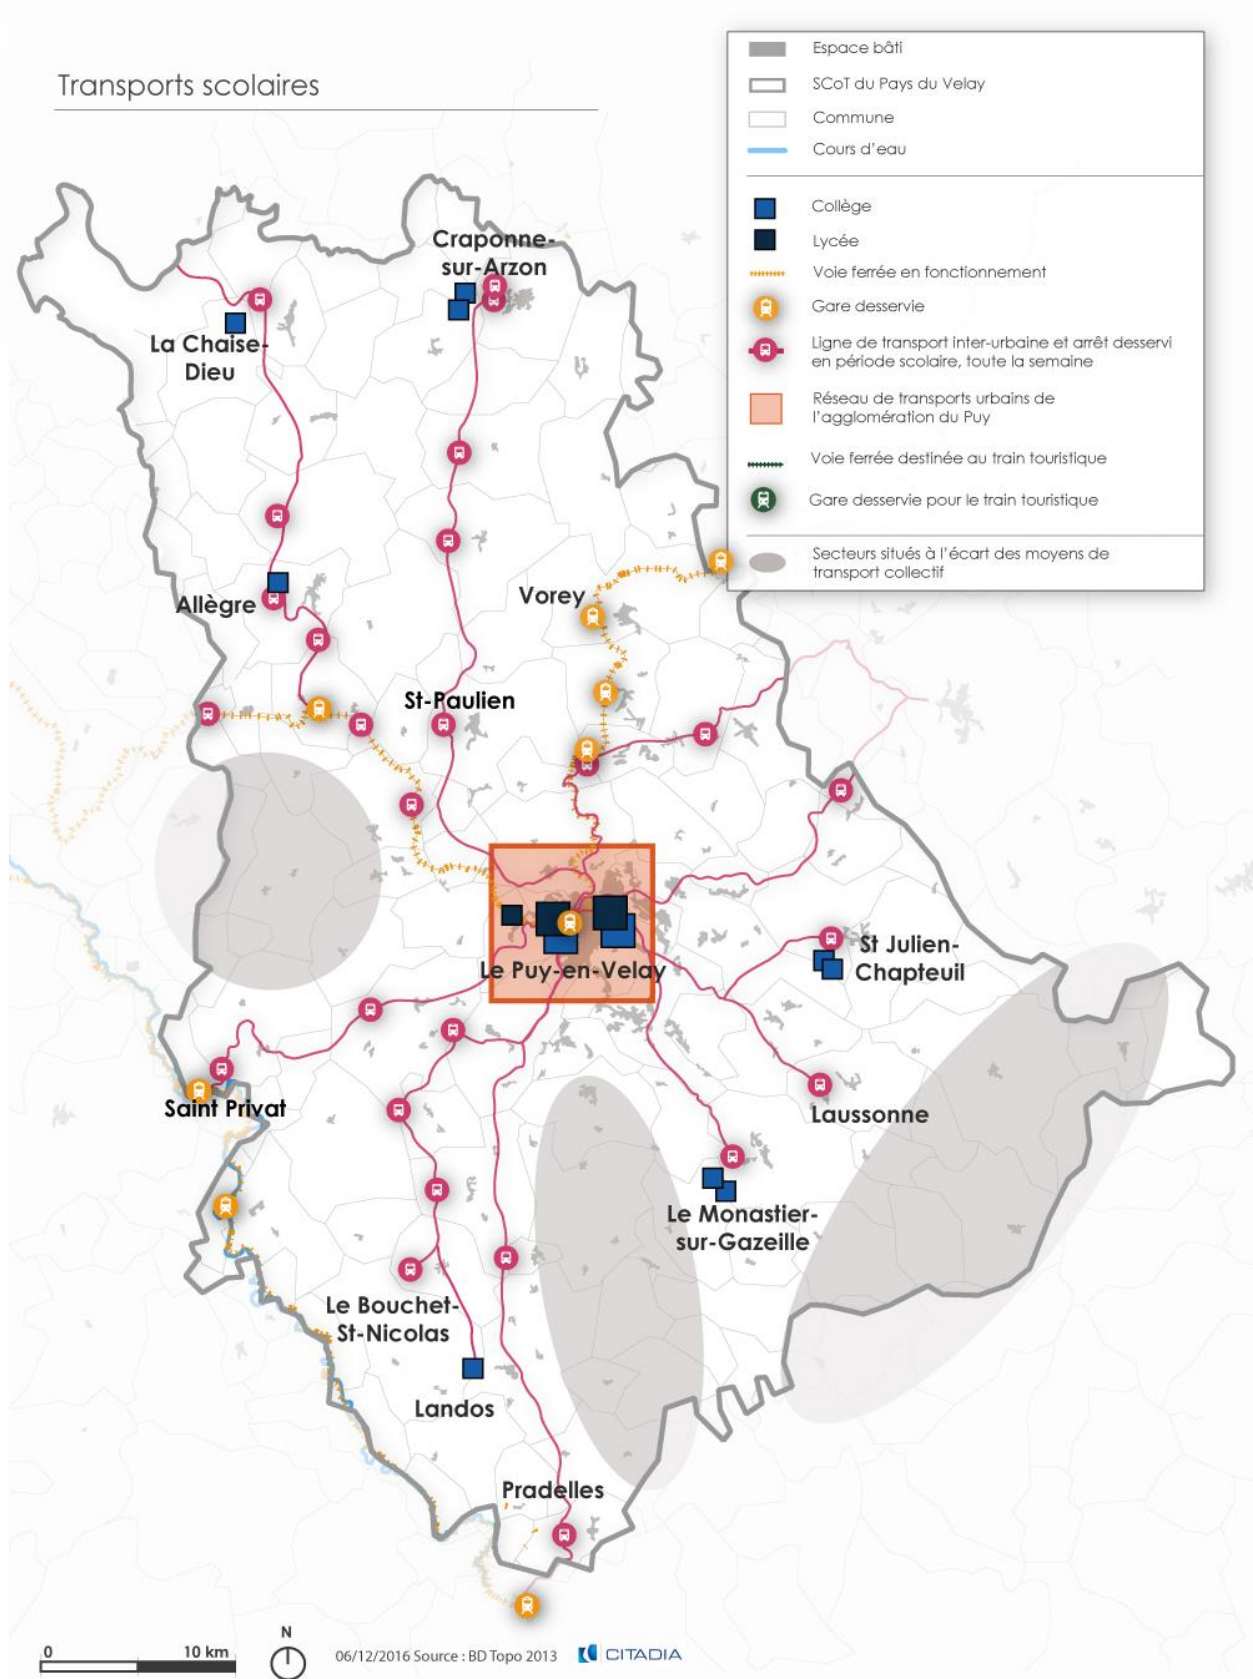 Transports scolaires
Espace bâti
SCoT du Pays du Velay
Commune
Cours d'eau
Collège
Lycée
Voie ferrée en fonctionnement
Gare desservie
Ligne de transport inter-urbaine et arrêt desservi
en période scolaire, toute la semaine
Réseau de transports urbains de
l'agglomération du Puy
Voie ferrée destinée au train touristique
Gare desservie pour le train touristique
Secteurs situés à l'écart des moyens de
transport collectif
Craponne-
sur-Arzon
La Chaise-
Dieu
Allègre
Vorey
St-Paulien
Le Puy-en-Velay
St Julien-
Chapteuil
Saint Privat
Laussonne
Le Monastier-
sur-Gazeille
Le Bouchet-
St-Nicolas
Landos
Pradelles
0 10 km
N
06/12/2016 Source : BD Topo 2013 CITADIA